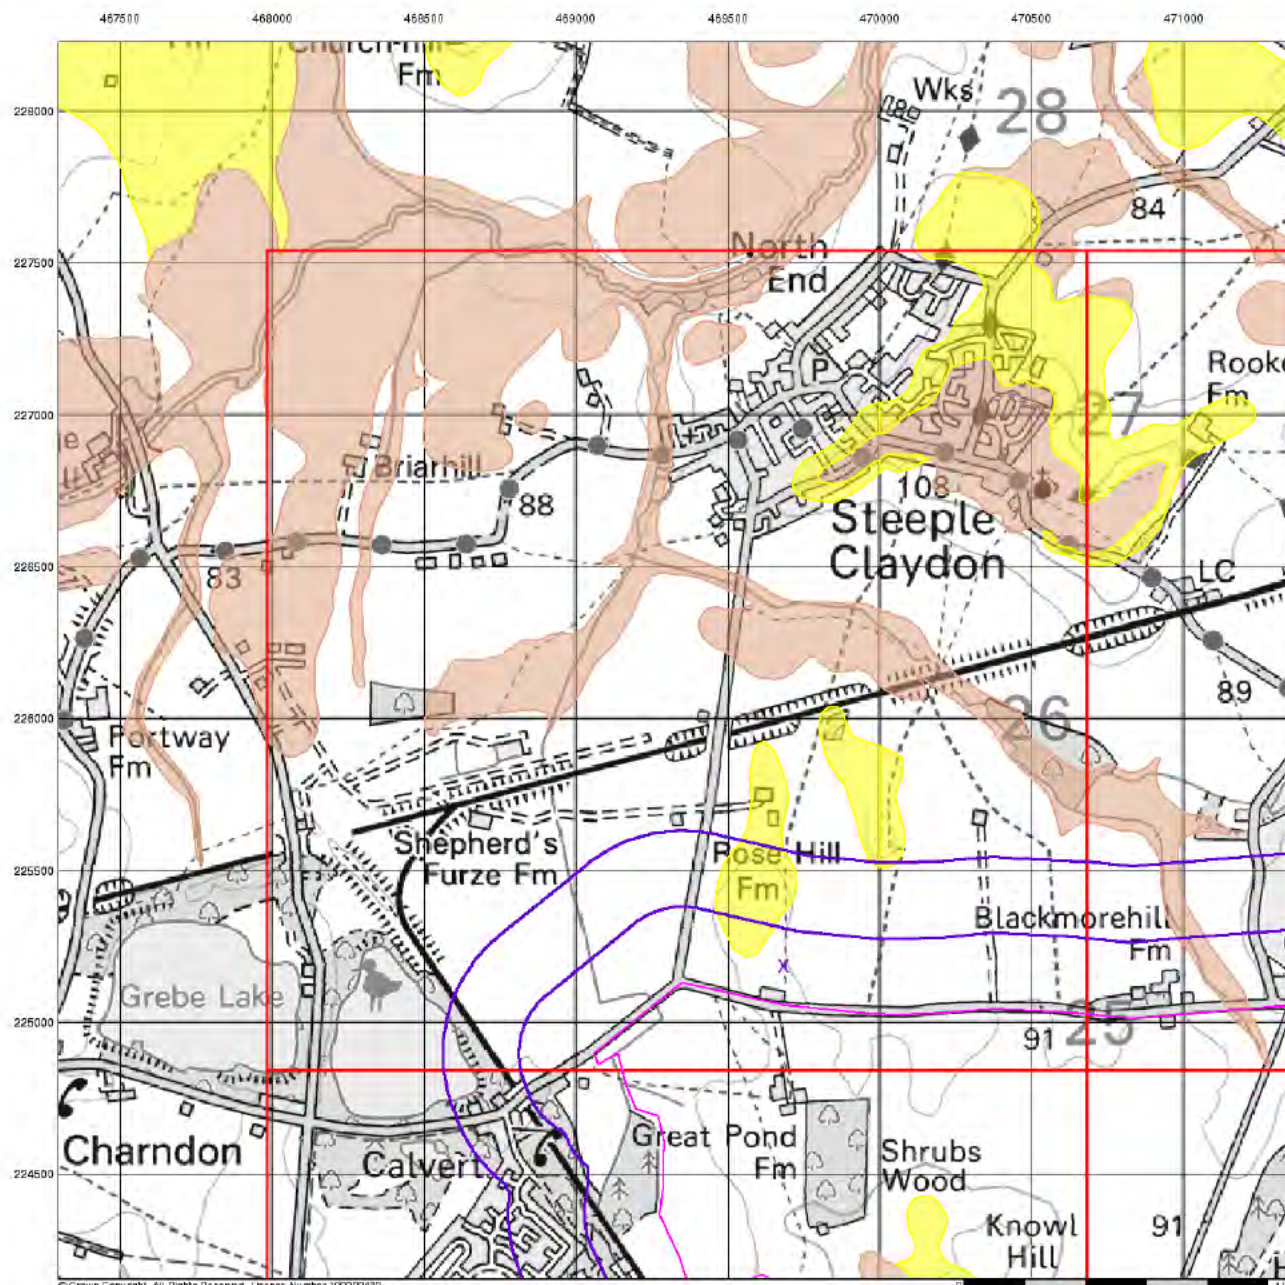 467500 468000 468500 469000 469500 470000 470500 471000
Church-hill
Fm
228000
Wks
28
84
227500
North
End
P
Rook
Fm
227000
27
Briarhill
88
108
Steeple
Claydon
226500
83
LC
89
226000
26
Portway
Fm
Shepherd's
Furze Fm
225500
Rose Hill
Fm
Blackmorehill
Fm
Grebe Lake
x
225000
91
25
Charndon
Calvert
Great Pond
Fm
Shrubs
Wood
224500
Knowl
Hill
91